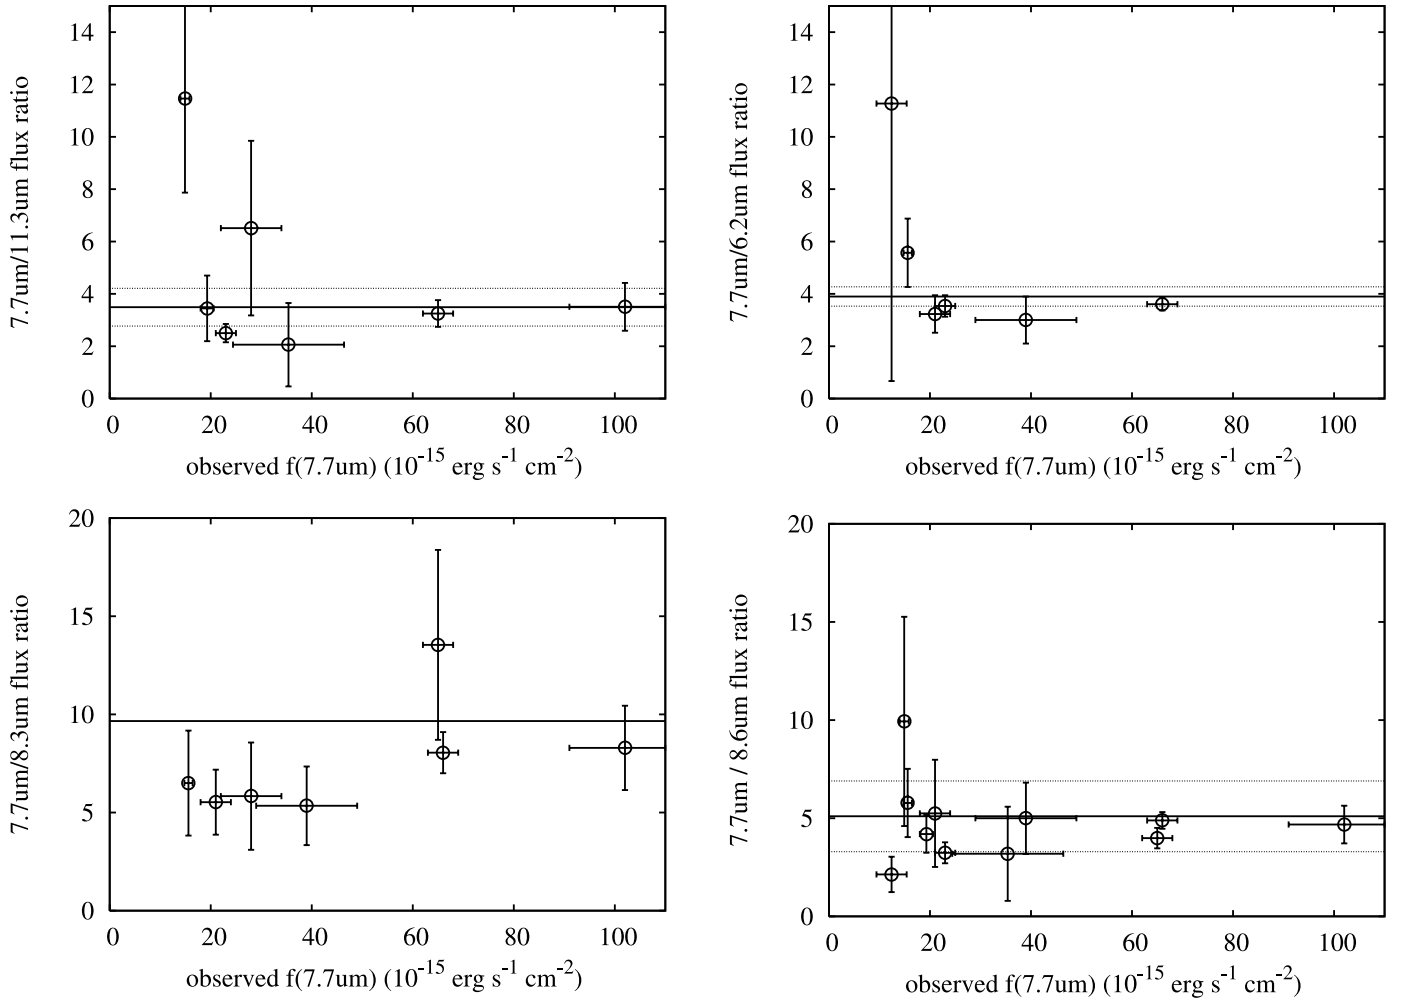 14
12
10
8
6
4
2
0
7.7um/11.3um flux ratio
0 20 40 60 80 100
observed f(7.7um) (10^-15 erg s^-1 cm^-2)
14
12
10
8
6
4
2
0
7.7um/6.2um flux ratio
0 20 40 60 80 100
observed f(7.7um) (10^-15 erg s^-1 cm^-2)
20
15
10
5
0
7.7um/8.3um flux ratio
0 20 40 60 80 100
observed f(7.7um) (10^-15 erg s^-1 cm^-2)
20
15
10
5
0
7.7um / 8.6um flux ratio
0 20 40 60 80 100
observed f(7.7um) (10^-15 erg s^-1 cm^-2)